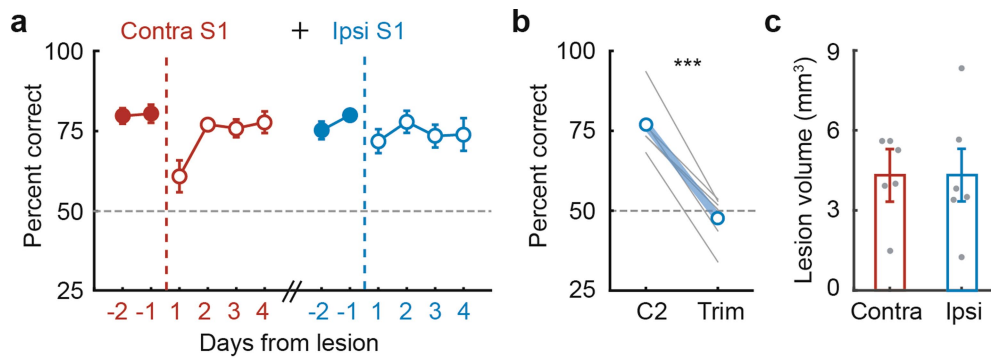 a
Contra S1 + Ipsi S1
Percent correct
100
75
50
25
-2 -1 1 2 3 4 -2 -1 1 2 3 4
Days from lesion
b
***
Percent correct
100
75
50
25
C2 Trim
c
Lesion volume (mm³)
9
6
3
0
Contra Ipsi